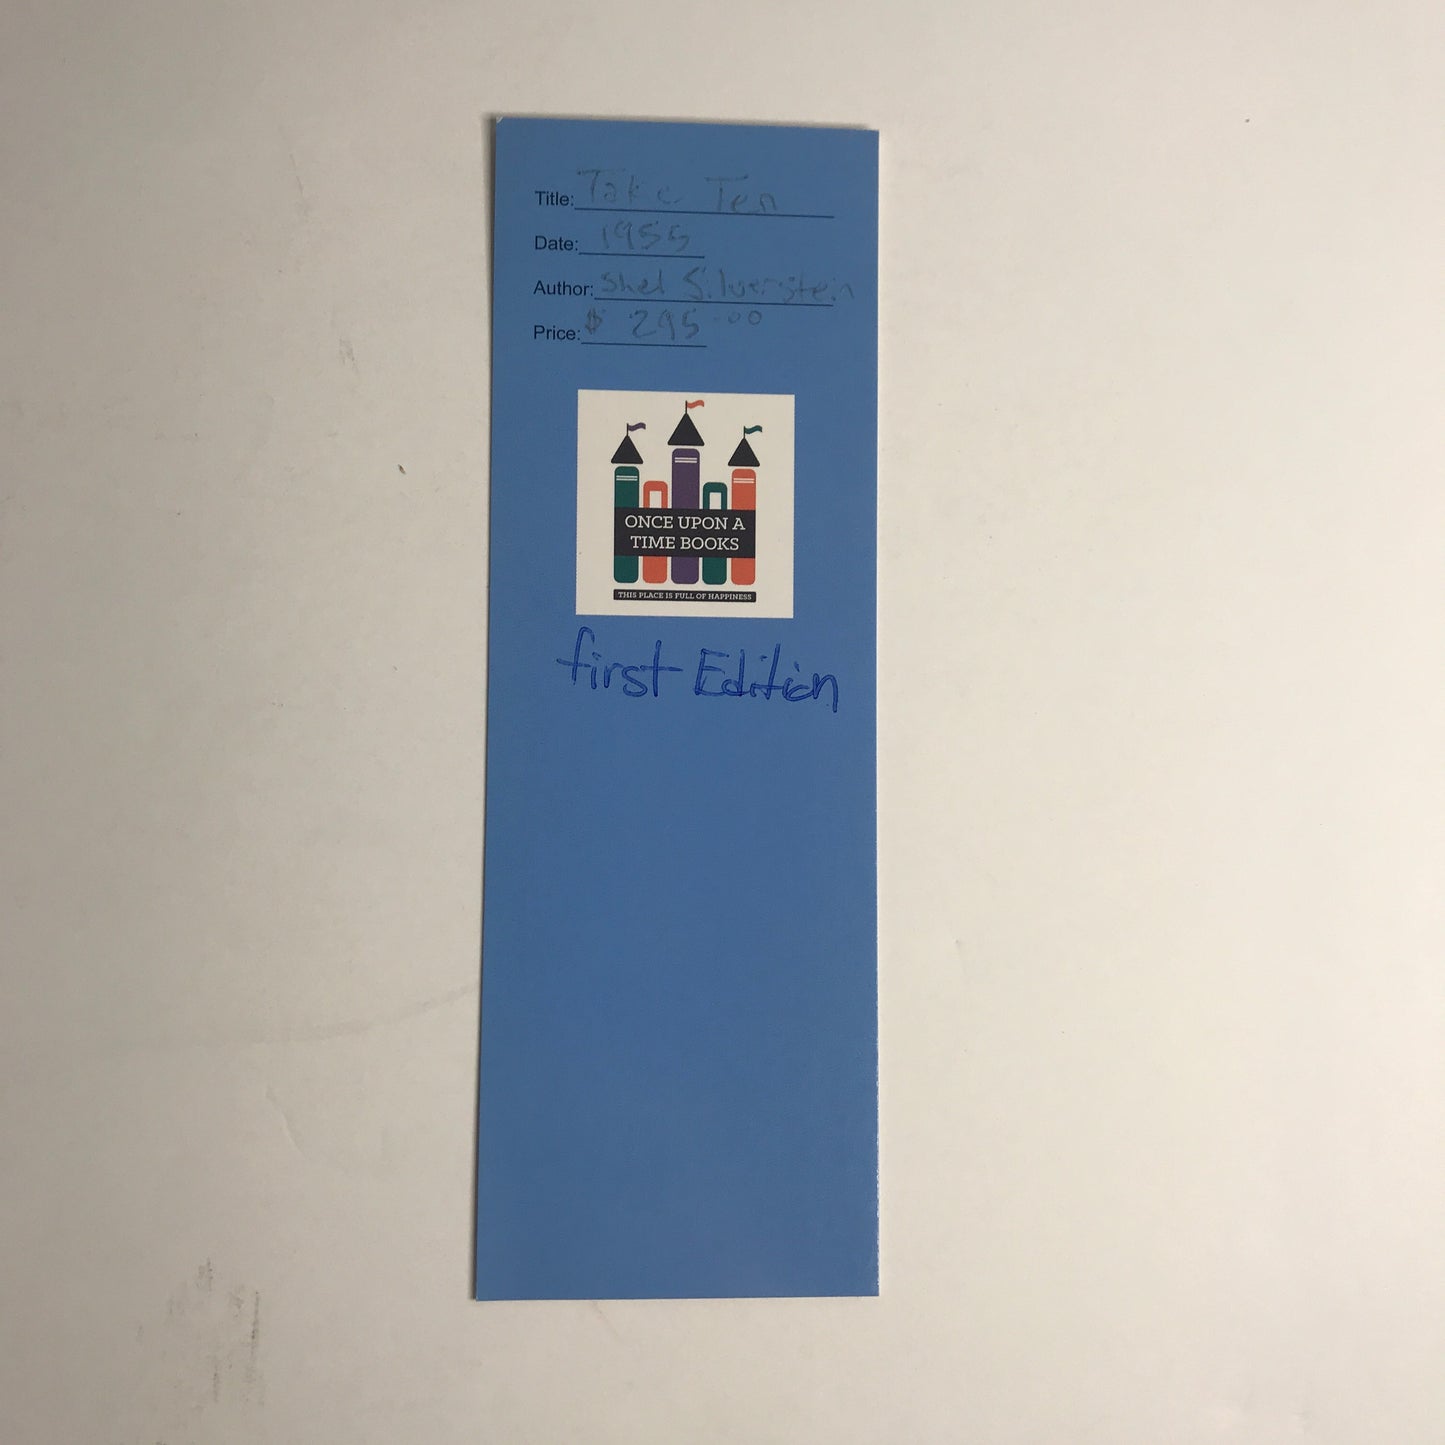 Title: Take Ten
Date: 1955
Author: Shel Silverstein
Price: $ 295.00
ONCE UPON A
TIME BOOKS
THIS PLACE IS FULL OF HAPPINESS
first Edition